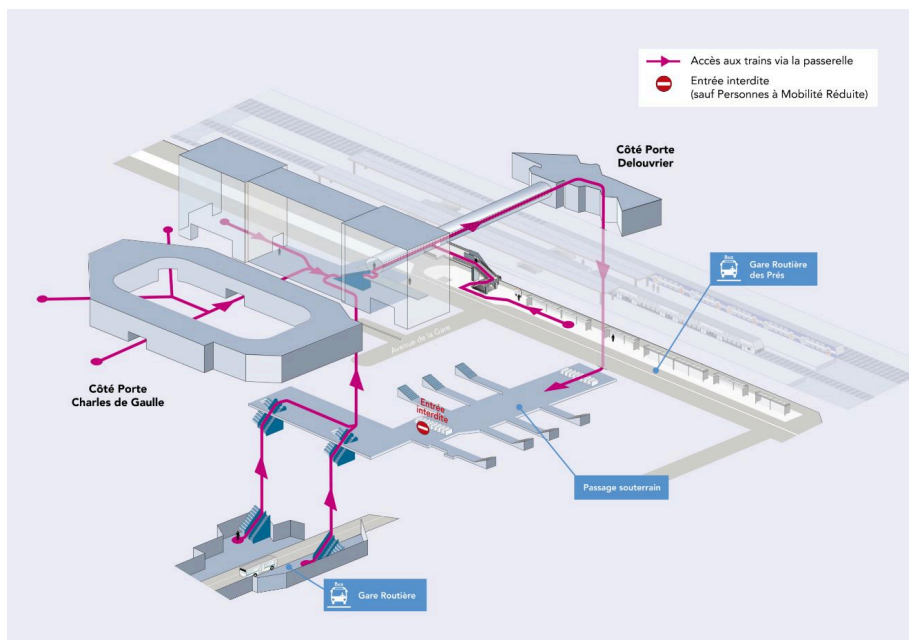 Accès aux trains via la passerelle
Entrée interdite
(sauf Personnes à Mobilité Réduite)
Côté Porte
Delouvrier
Bus
Gare Routière
des Prés
Avenue de la Gare
Côté Porte
Charles de Gaulle
Entrée
interdite
Passage souterrain
Bus
Gare Routière